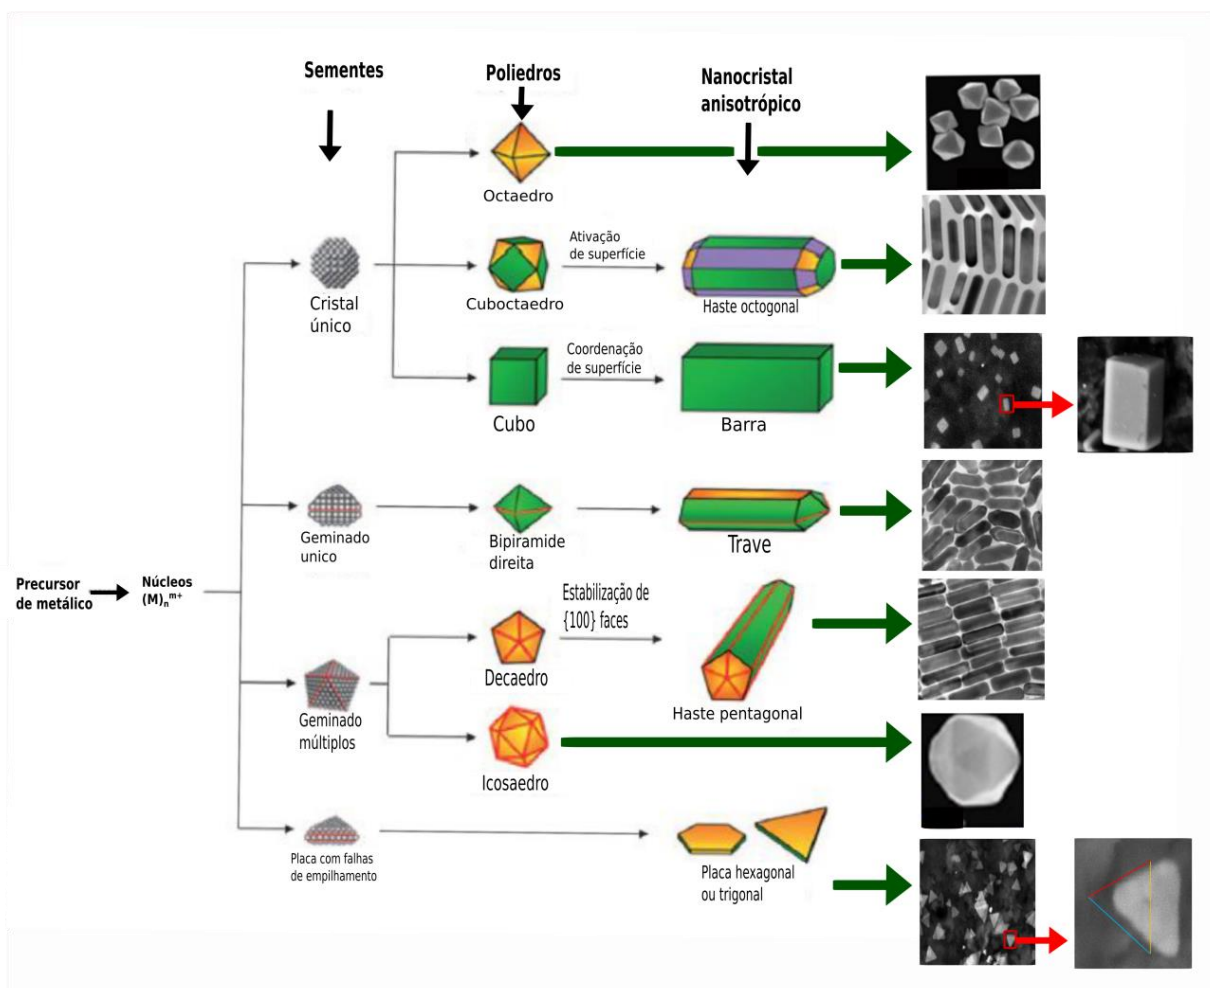 Sementes
Poliedros
Nanocristal
anisotrópico
Octaedro
Ativação
de superfície
Cristal
único
Cuboctaedro
Haste octogonal
Coordenação
de superfície
Cubo
Barra
Geminado
unico
Bipiramide
direita
Trave
Precursor
de metálico
Núcleos
(M)ₙᵐ⁺
Estabilização de
{100} faces
Decaedro
Haste pentagonal
Geminado
múltiplos
Icosaedro
Placa com falhas
de empilhamento
Placa hexagonal
ou trigonal